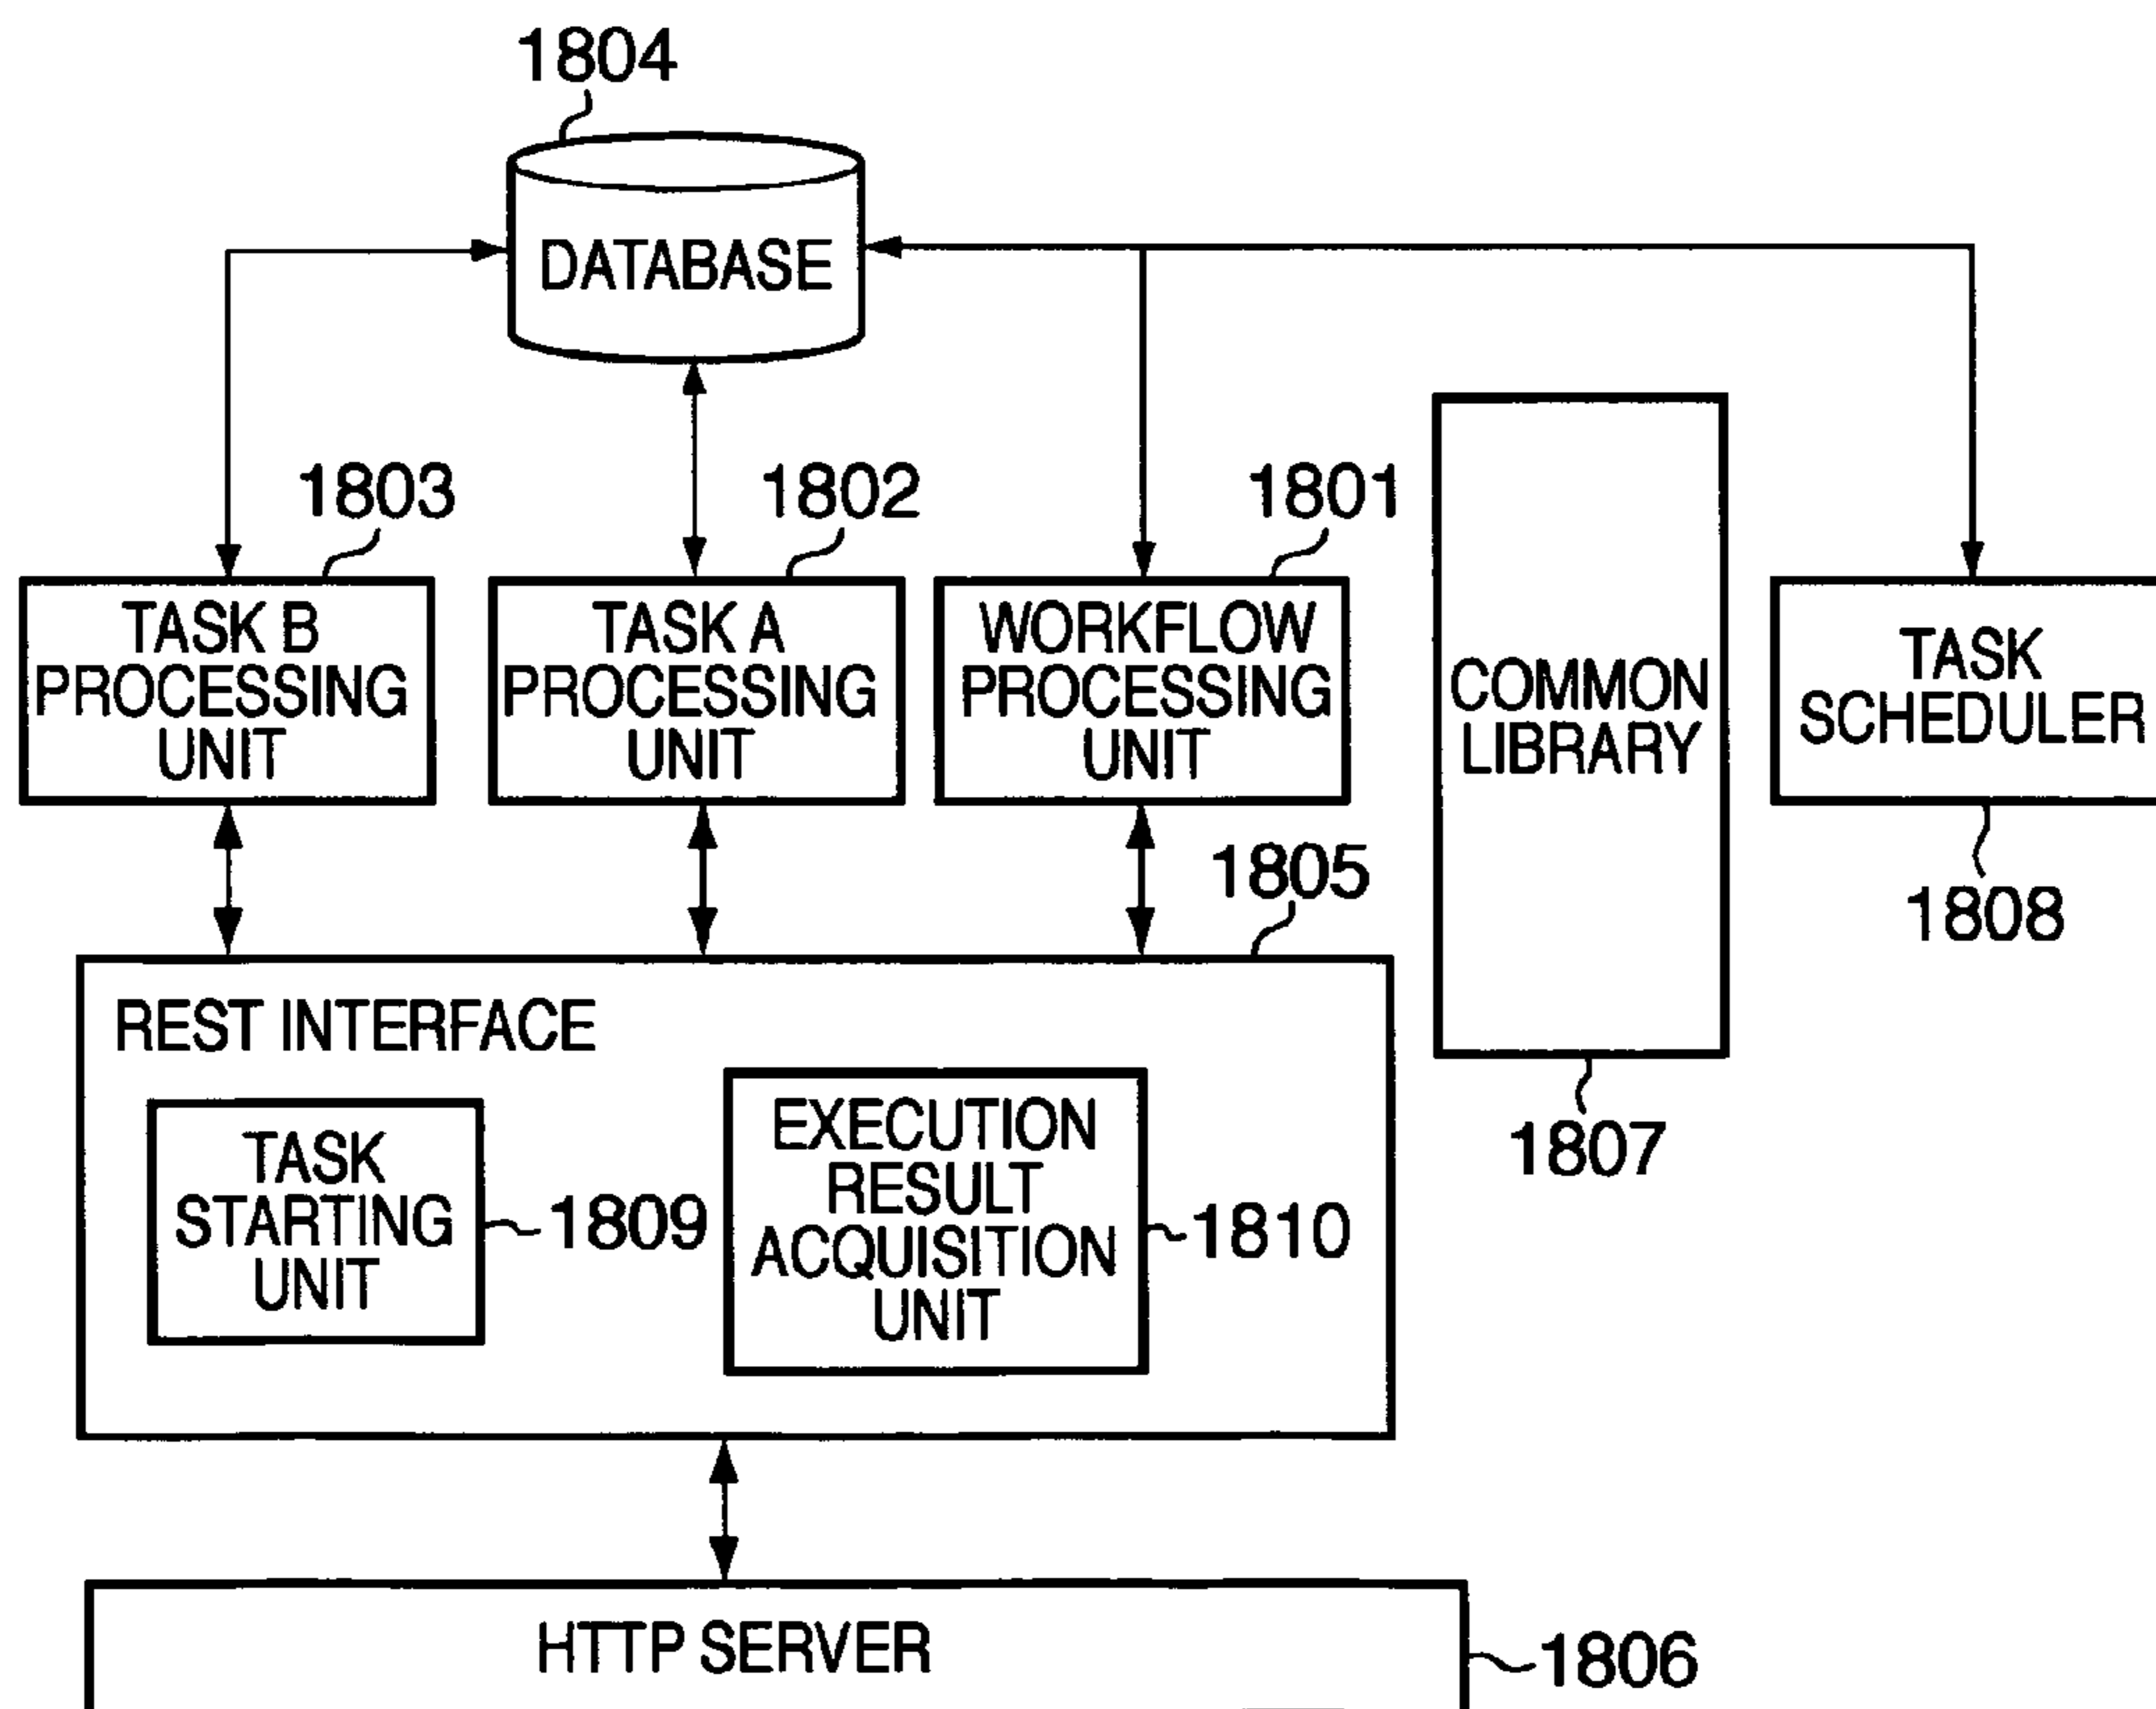 1804
DATABASE
1803
1802
1801
TASK B
PROCESSING
UNIT
TASK A
PROCESSING
UNIT
WORKFLOW
PROCESSING
UNIT
COMMON
LIBRARY
TASK
SCHEDULER
1805
1808
REST INTERFACE
TASK
STARTING
UNIT
1809
EXECUTION
RESULT
ACQUISITION
UNIT
1810
1807
HTTP SERVER
1806